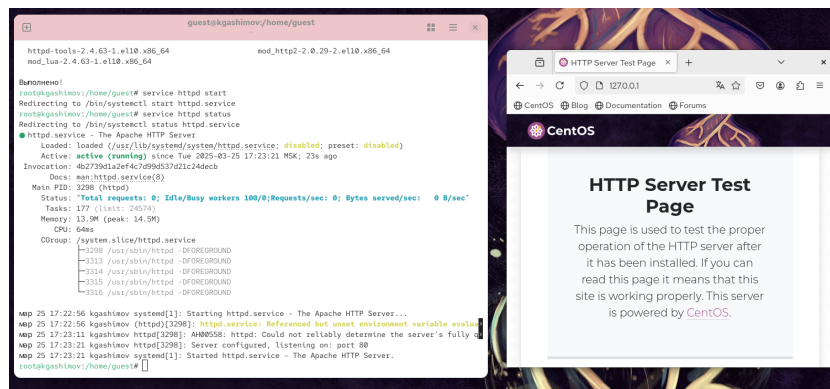 guest@kgashimov:/home/guest
httpd-tools-2.4.63-1.el10.x86_64 mod_http2-2.0.29-2.el10.x86_64
mod_lua-2.4.63-1.el10.x86_64
Выполнено!
root@kgashimov:/home/guest# service httpd start
Redirecting to /bin/systemctl start httpd.service
root@kgashimov:/home/guest# service httpd status
Redirecting to /bin/systemctl status httpd.service
● httpd.service - The Apache HTTP Server
Loaded: loaded (/usr/lib/systemd/system/httpd.service; disabled; preset: disabled)
Active: active (running) since Tue 2025-03-25 17:23:21 MSK; 23s ago
Invocation: 4b2739d1a2ef4c7d99d537d21c24decb
Docs: man:httpd.service(8)
Main PID: 3298 (httpd)
Status: "Total requests: 0; Idle/Busy workers 100/0;Requests/sec: 0; Bytes served/sec: 0 B/sec"
Tasks: 177 (limit: 24574)
Memory: 13.9M (peak: 14.5M)
CPU: 64ms
CGroup: /system.slice/httpd.service
├─3298 /usr/sbin/httpd -DFOREGROUND
├─3313 /usr/sbin/httpd -DFOREGROUND
├─3314 /usr/sbin/httpd -DFOREGROUND
├─3315 /usr/sbin/httpd -DFOREGROUND
└─3316 /usr/sbin/httpd -DFOREGROUND
мар 25 17:22:56 kgashimov systemd[1]: Starting httpd.service - The Apache HTTP Server...
мар 25 17:22:56 kgashimov (httpd)[3298]: httpd.service: Referenced but unset environment variable evalua
мар 25 17:23:11 kgashimov httpd[3298]: AH00558: httpd: Could not reliably determine the server's fully q
мар 25 17:23:21 kgashimov httpd[3298]: Server configured, listening on: port 80
мар 25 17:23:21 kgashimov systemd[1]: Started httpd.service - The Apache HTTP Server.
root@kgashimov:/home/guest#
HTTP Server Test Page
127.0.0.1
CentOS Blog Documentation Forums
CentOS
HTTP Server Test
Page
This page is used to test the proper
operation of the HTTP server after
it has been installed. If you can
read this page it means that this
site is working properly. This server
is powered by CentOS.